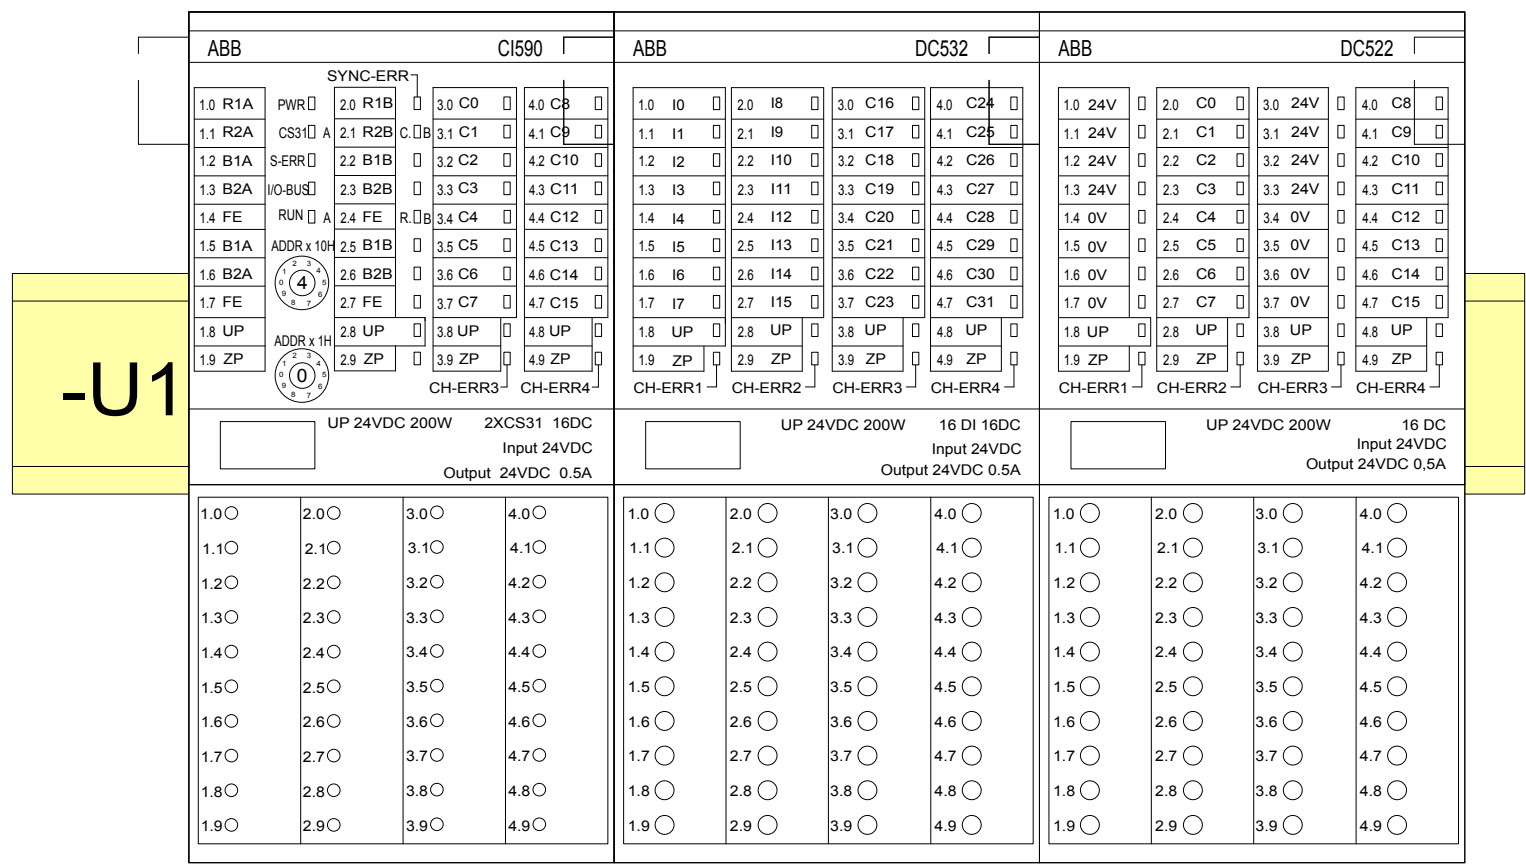 ABB CI590 ABB DC532 ABB DC522
SYNC-ERR
1.0 R1A PWR 2.0 R1B 3.0 C0 4.0 C8 1.0 I0 2.0 I8 3.0 C16 4.0 C24 1.0 24V 2.0 C0 3.0 24V 4.0 C8
1.1 R2A CS31 A 2.1 R2B C. B 3.1 C1 4.1 C9 1.1 I1 2.1 I9 3.1 C17 4.1 C25 1.1 24V 2.1 C1 3.1 24V 4.1 C9
1.2 B1A S-ERR 2.2 B1B 3.2 C2 4.2 C10 1.2 I2 2.2 I10 3.2 C18 4.2 C26 1.2 24V 2.2 C2 3.2 24V 4.2 C10
1.3 B2A I/O-BUS 2.3 B2B 3.3 C3 4.3 C11 1.3 I3 2.3 I11 3.3 C19 4.3 C27 1.3 24V 2.3 C3 3.3 24V 4.3 C11
1.4 FE RUN A 2.4 FE R. B 3.4 C4 4.4 C12 1.4 I4 2.4 I12 3.4 C20 4.4 C28 1.4 0V 2.4 C4 3.4 0V 4.4 C12
1.5 B1A ADDR x 10H 2.5 B1B 3.5 C5 4.5 C13 1.5 I5 2.5 I13 3.5 C21 4.5 C29 1.5 0V 2.5 C5 3.5 0V 4.5 C13
1.6 B2A 0 1 2 3 4 5 6 7 8 9 4 2.6 B2B 3.6 C6 4.6 C14 1.6 I6 2.6 I14 3.6 C22 4.6 C30 1.6 0V 2.6 C6 3.6 0V 4.6 C14
1.7 FE 2.7 FE 3.7 C7 4.7 C15 1.7 I7 2.7 I15 3.7 C23 4.7 C31 1.7 0V 2.7 C7 3.7 0V 4.7 C15
1.8 UP ADDR x 1H 2.8 UP 3.8 UP 4.8 UP 1.8 UP 2.8 UP 3.8 UP 4.8 UP 1.8 UP 2.8 UP 3.8 UP 4.8 UP
1.9 ZP 0 1 2 3 4 5 6 7 8 9 0 2.9 ZP 3.9 ZP 4.9 ZP 1.9 ZP 2.9 ZP 3.9 ZP 4.9 ZP 1.9 ZP 2.9 ZP 3.9 ZP 4.9 ZP
-U1
CH-ERR3 CH-ERR4 CH-ERR1 CH-ERR2 CH-ERR3 CH-ERR4 CH-ERR1 CH-ERR2 CH-ERR3 CH-ERR4
UP 24VDC 200W 2XCS31 16DC UP 24VDC 200W 16 DI 16DC UP 24VDC 200W 16 DC
Input 24VDC Input 24VDC Input 24VDC
Output 24VDC 0.5A Output 24VDC 0.5A Output 24VDC 0,5A
1.0 2.0 3.0 4.0 1.0 2.0 3.0 4.0 1.0 2.0 3.0 4.0
1.1 2.1 3.1 4.1 1.1 2.1 3.1 4.1 1.1 2.1 3.1 4.1
1.2 2.2 3.2 4.2 1.2 2.2 3.2 4.2 1.2 2.2 3.2 4.2
1.3 2.3 3.3 4.3 1.3 2.3 3.3 4.3 1.3 2.3 3.3 4.3
1.4 2.4 3.4 4.4 1.4 2.4 3.4 4.4 1.4 2.4 3.4 4.4
1.5 2.5 3.5 4.5 1.5 2.5 3.5 4.5 1.5 2.5 3.5 4.5
1.6 2.6 3.6 4.6 1.6 2.6 3.6 4.6 1.6 2.6 3.6 4.6
1.7 2.7 3.7 4.7 1.7 2.7 3.7 4.7 1.7 2.7 3.7 4.7
1.8 2.8 3.8 4.8 1.8 2.8 3.8 4.8 1.8 2.8 3.8 4.8
1.9 2.9 3.9 4.9 1.9 2.9 3.9 4.9 1.9 2.9 3.9 4.9